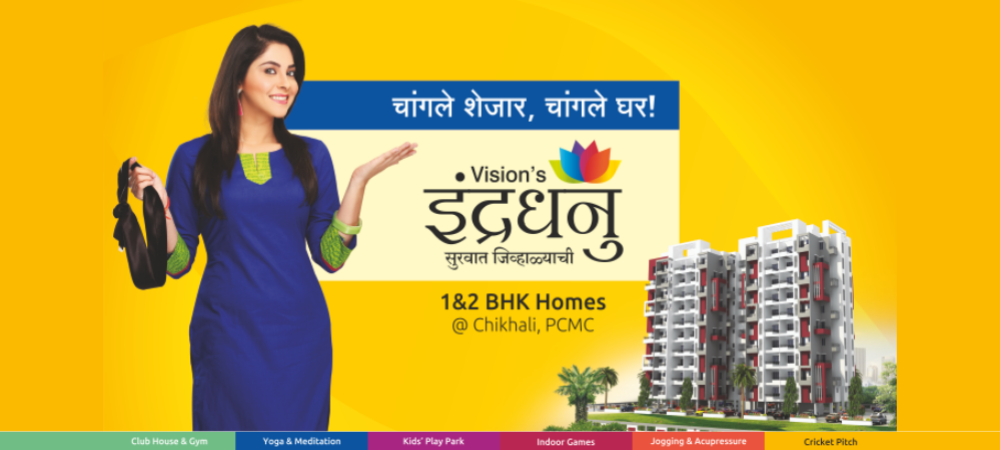 चांगले शेजार, चांगले घर!
Vision's
इंद्रधनु
सुरवात जिव्हाळ्याची
1&2 BHK Homes
@ Chikhali, PCMC
Club House & Gym Yoga & Meditation Kids' Play Park Indoor Games Jogging & Acupressure Cricket Pitch